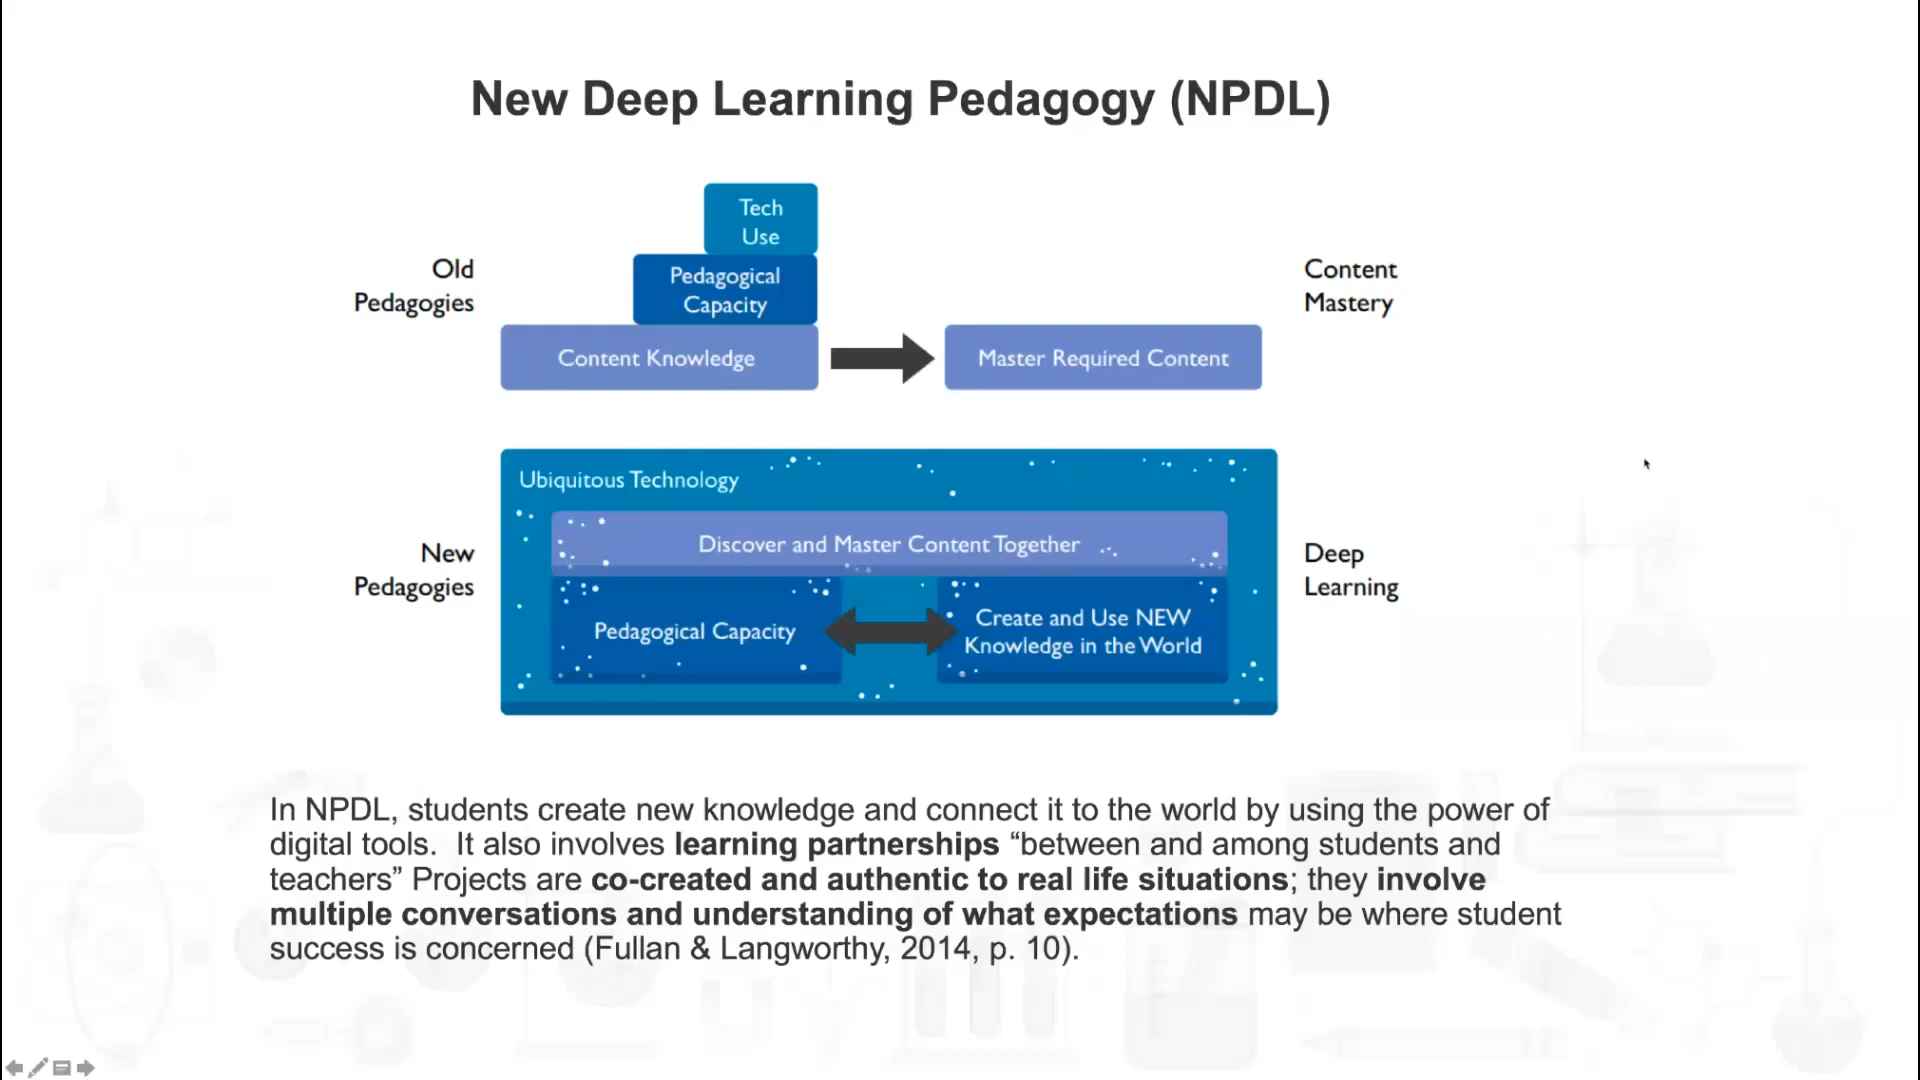 New Deep Learning Pedagogy (NPDL)
Tech
Use
Old
Pedagogies
Pedagogical
Capacity
Content
Mastery
Content Knowledge
Master Required Content
Ubiquitous Technology
Discover and Master Content Together
New
Pedagogies
Deep
Learning
Pedagogical Capacity
Create and Use NEW
Knowledge in the World
In NPDL, students create new knowledge and connect it to the world by using the power of
digital tools.  It also involves learning partnerships “between and among students and
teachers” Projects are co-created and authentic to real life situations; they involve
multiple conversations and understanding of what expectations may be where student
success is concerned (Fullan & Langworthy, 2014, p. 10).